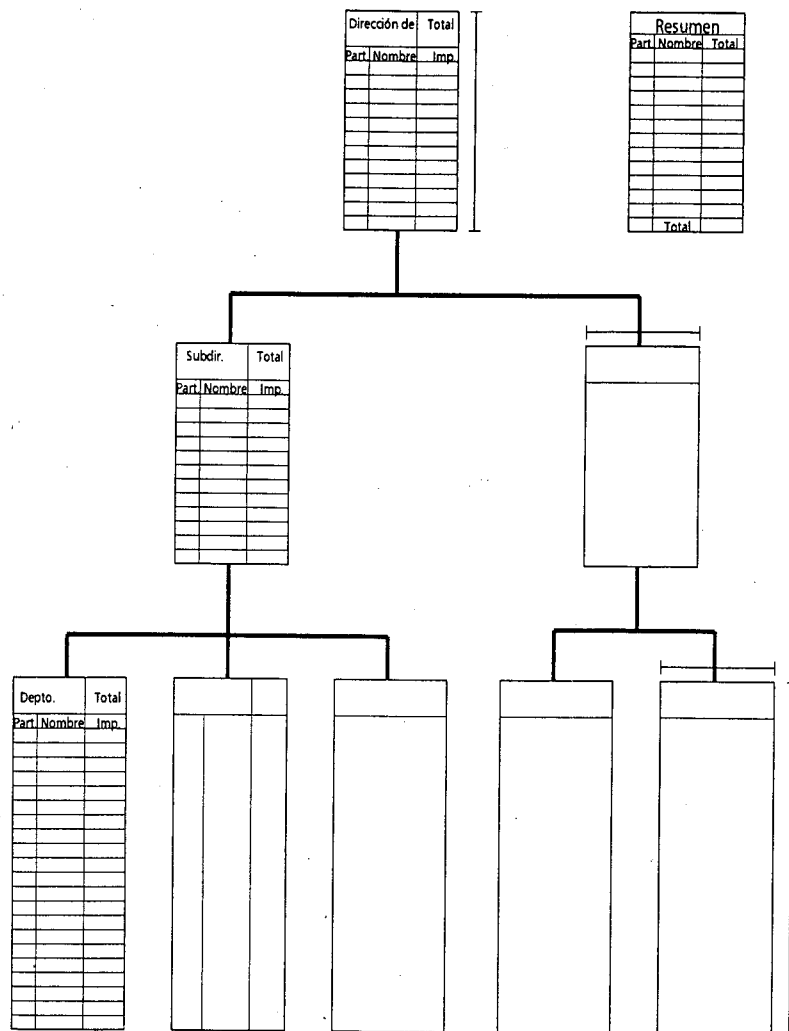 Dirección de Total
Part. Nombre Imp.
Resumen
Part. Nombre Total
Total
Subdir. Total
Part. Nombre Imp.
Depto. Total
Part. Nombre Imp.